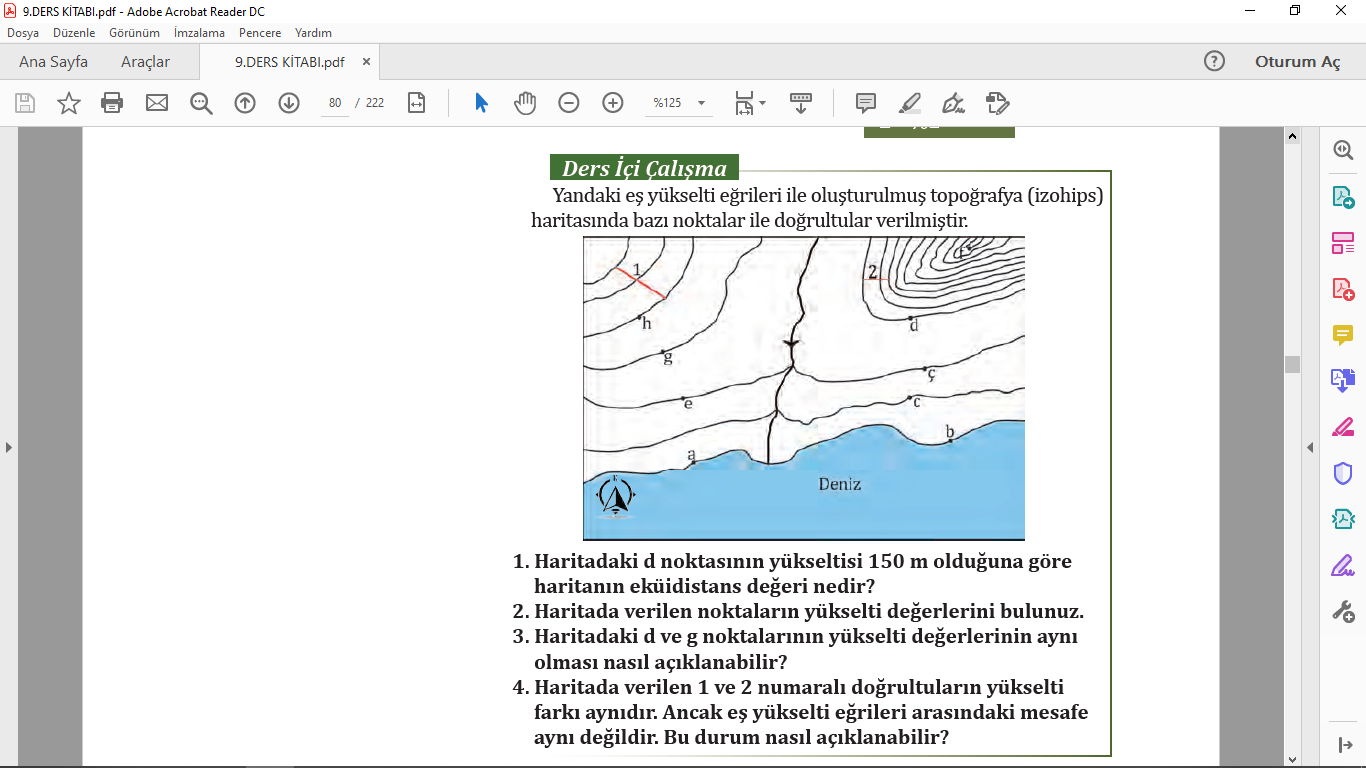 9.DERS KİTABI.pdf - Adobe Acrobat Reader DC
Dosya Düzenle Görünüm İmzalama Pencere Yardım
Ana Sayfa Araçlar 9.DERS KİTABI.pdf × Oturum Aç
80 / 222 %125
Ders İçi Çalışma
Yandaki eş yükselti eğrileri ile oluşturulmuş topoğrafya (izohips)
haritasında bazı noktalar ile doğrultular verilmiştir.
1 2
h d
g ç
e c
b
a
Deniz
1. Haritadaki d noktasının yükseltisi 150 m olduğuna göre
haritanın eküidistans değeri nedir?
2. Haritada verilen noktaların yükselti değerlerini bulunuz.
3. Haritadaki d ve g noktalarının yükselti değerlerinin aynı
olması nasıl açıklanabilir?
4. Haritada verilen 1 ve 2 numaralı doğrultuların yükselti
farkı aynıdır. Ancak eş yükselti eğrileri arasındaki mesafe
aynı değildir. Bu durum nasıl açıklanabilir?